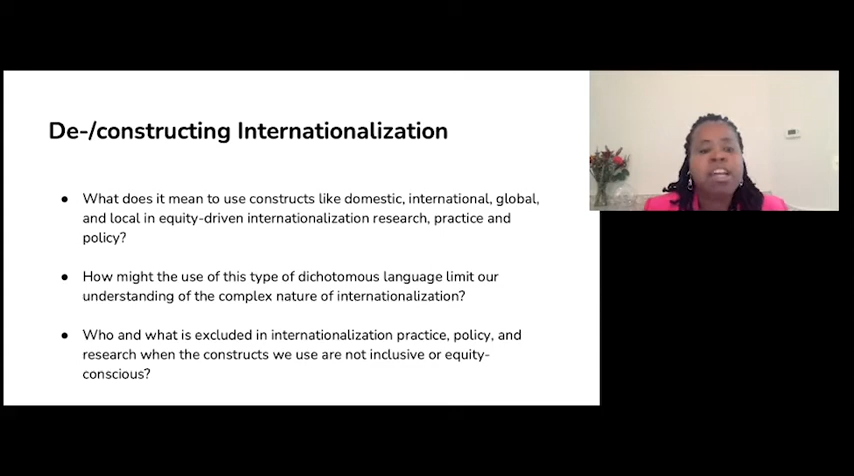 De-/constructing Internationalization
● What does it mean to use constructs like domestic, international, global,
and local in equity-driven internationalization research, practice and
policy?
● How might the use of this type of dichotomous language limit our
understanding of the complex nature of internationalization?
● Who and what is excluded in internationalization practice, policy, and
research when the constructs we use are not inclusive or equity-
conscious?